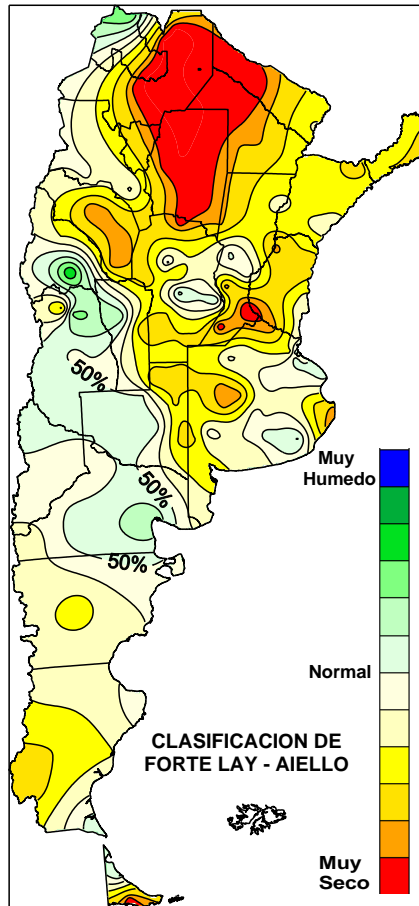 50%
50%
50%
Muy
Humedo
Normal
CLASIFICACION DE
FORTE LAY - AIELLO
Muy
Seco